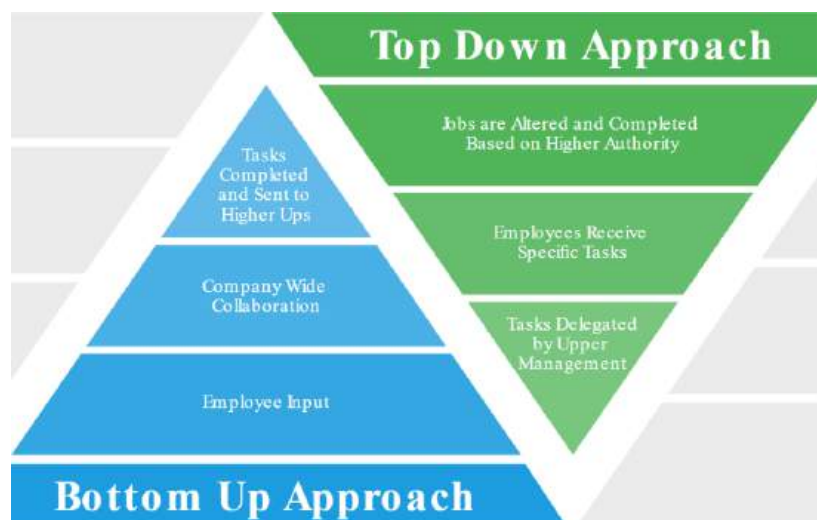 Top Down Approach
Jobs are Altered and Completed
Based on Higher Authority
Employees Receive
Specific Tasks
Tasks Delegated
by Upper
Management
Tasks
Completed
and Sent to
Higher Ups
Company Wide
Collaboration
Employee Input
Bottom Up Approach